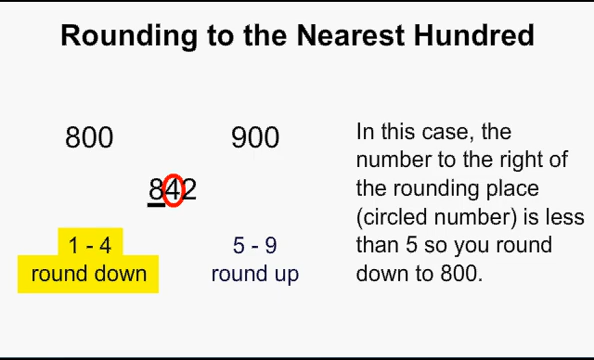 Rounding to the Nearest Hundred
800 900
842
1 - 4 5 - 9
round down round up
In this case, the
number to the right of
the rounding place
(circled number) is less
than 5 so you round
down to 800.